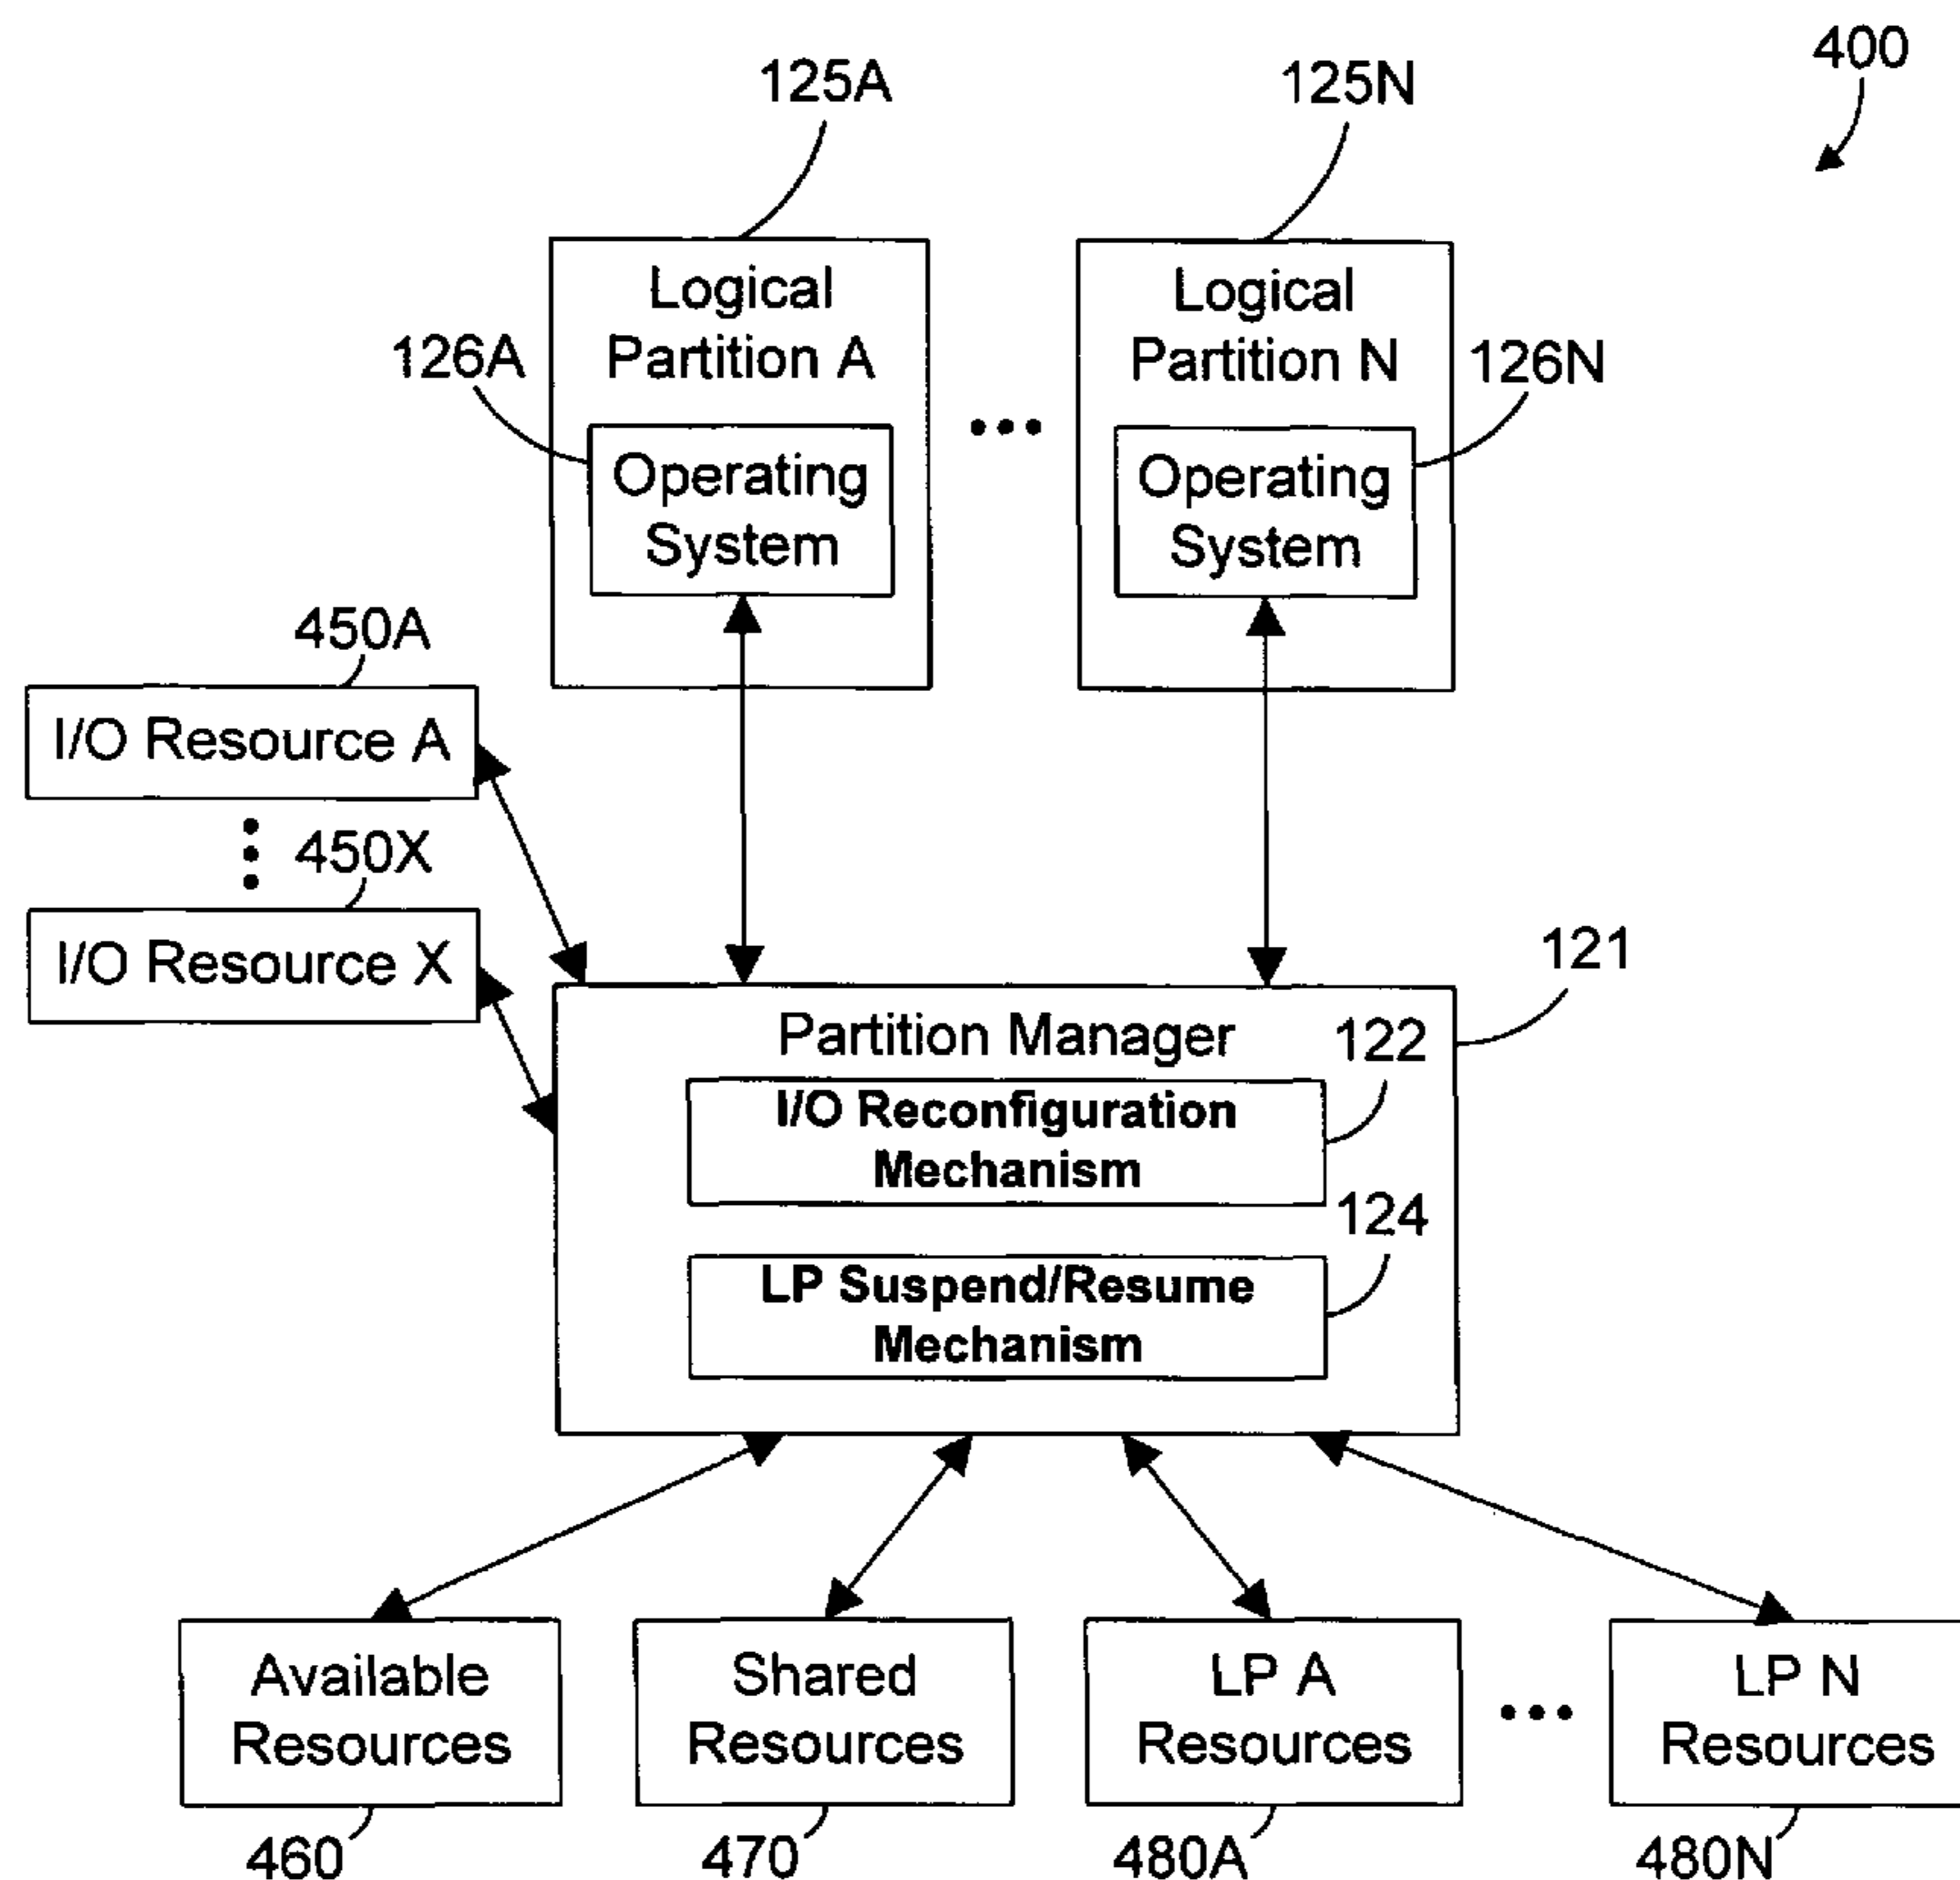 400
125A
125N
Logical
Partition A
126A
Operating
System
Logical
Partition N
126N
Operating
System
450A
I/O Resource A
450X
I/O Resource X
121
Partition Manager
122
I/O Reconfiguration
Mechanism
124
LP Suspend/Resume
Mechanism
Available
Resources
Shared
Resources
LP A
Resources
LP N
Resources
460
470
480A
480N